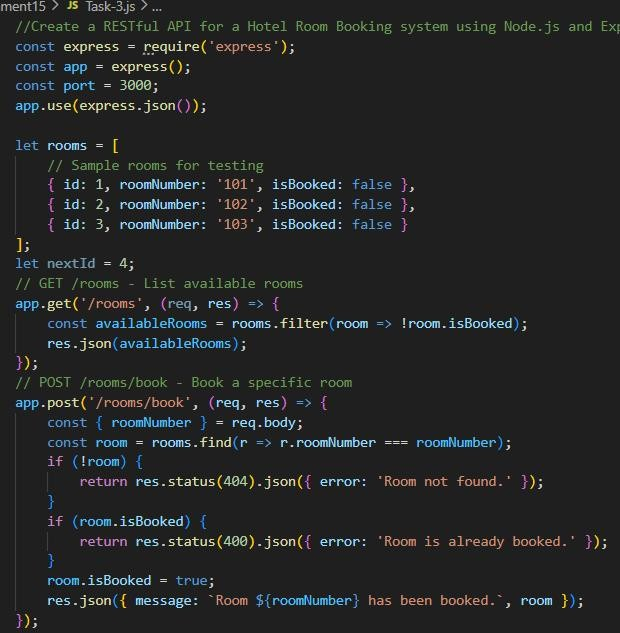 ment15 > JS Task-3.js > ...
//Create a RESTful API for a Hotel Room Booking system using Node.js and Exp
const express = require('express');
const app = express();
const port = 3000;
app.use(express.json());
let rooms = [
    // Sample rooms for testing
    { id: 1, roomNumber: '101', isBooked: false },
    { id: 2, roomNumber: '102', isBooked: false },
    { id: 3, roomNumber: '103', isBooked: false }
];
let nextId = 4;
// GET /rooms - List available rooms
app.get('/rooms', (req, res) => {
    const availableRooms = rooms.filter(room => !room.isBooked);
    res.json(availableRooms);
});
// POST /rooms/book - Book a specific room
app.post('/rooms/book', (req, res) => {
    const { roomNumber } = req.body;
    const room = rooms.find(r => r.roomNumber === roomNumber);
    if (!room) {
        return res.status(404).json({ error: 'Room not found.' });
    }
    if (room.isBooked) {
        return res.status(400).json({ error: 'Room is already booked.' });
    }
    room.isBooked = true;
    res.json({ message: `Room ${roomNumber} has been booked.`, room });
});